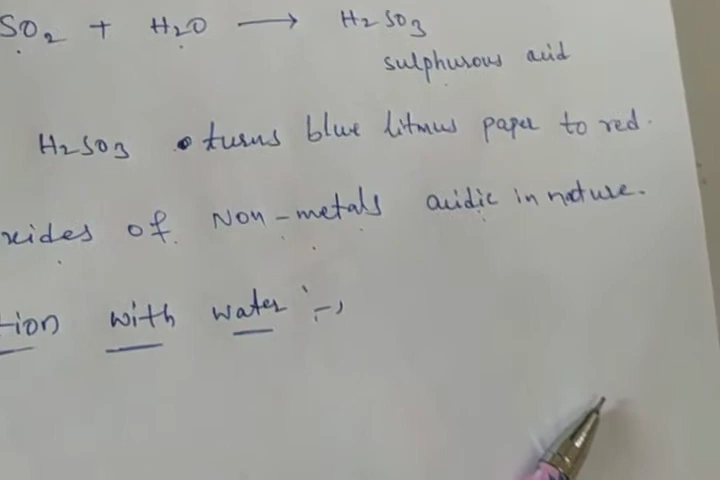 SO2 + H2O → H2SO3
sulphurous acid
H2SO3 turns blue litmus paper to red.
xides of Non-metals acidic in nature.
tion with water :-,